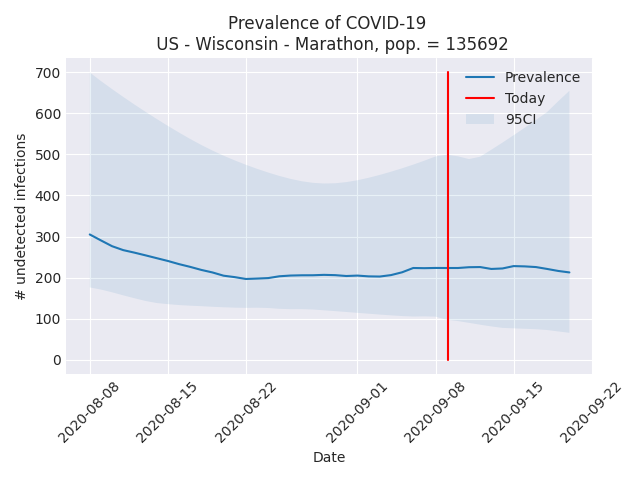 Prevalence of COVID-19
US - Wisconsin - Marathon, pop. = 135692
# undetected infections
700
600
500
400
300
200
100
0
Prevalence
Today
95CI
2020-08-08
2020-08-15
2020-08-22
2020-09-01
2020-09-08
2020-09-15
2020-09-22
Date